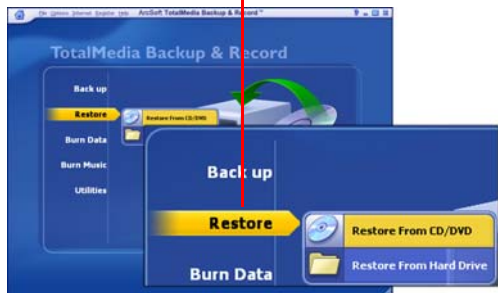 File Options Internet Register Help ArcSoft TotalMedia Backup & Record™
TotalMedia Backup & Record
Back up
Restore
Restore From CD/DVD
Burn Data
Burn Music
Utilities
Back up
Restore
Restore From CD/DVD
Restore From Hard Drive
Burn Data